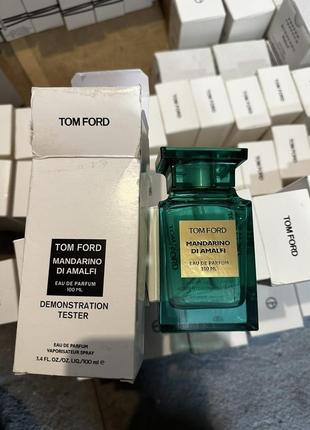 TOM FORD
TOM FORD
MANDARINO
DI AMALFI
EAU DE PARFUM
100 ML
DEMONSTRATION
TESTER
EAU DE PARFUM
VAPORISATEUR SPRAY
3.4 FL. OZ./OZ. LIQ./100 ml e
TOM FORD
MANDARINO
DI AMALFI
EAU DE PARFUM
100 ML
TOM FORD